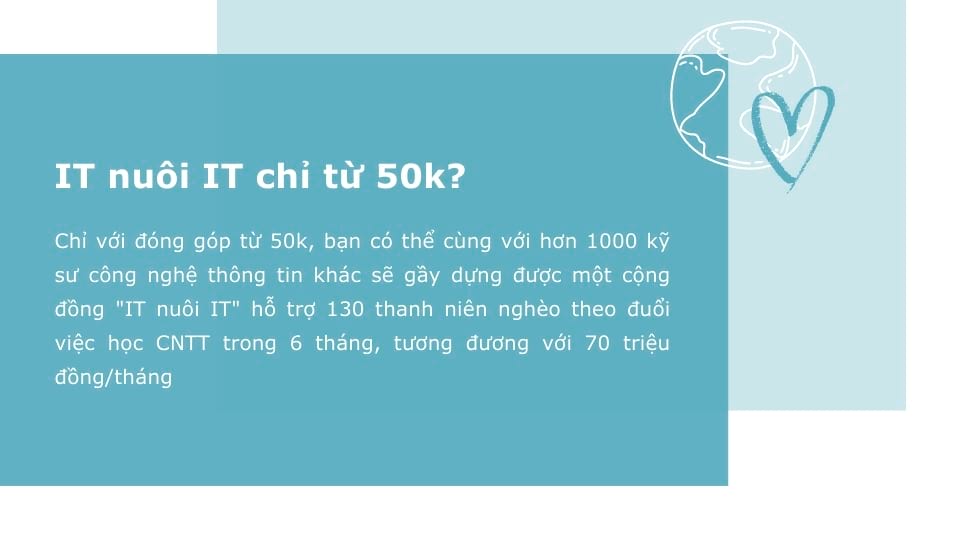 IT nuôi IT chỉ từ 50k?
Chỉ với đóng góp từ 50k, bạn có thể cùng với hơn 1000 kỹ
sư công nghệ thông tin khác sẽ gầy dựng được một cộng
đồng "IT nuôi IT" hỗ trợ 130 thanh niên nghèo theo đuổi
việc học CNTT trong 6 tháng, tương đương với 70 triệu
đồng/tháng